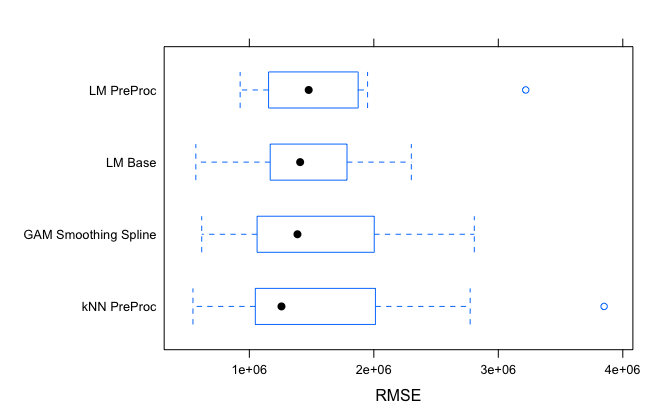 LM PreProc
LM Base
GAM Smoothing Spline
kNN PreProc
1e+06 2e+06 3e+06 4e+06
RMSE